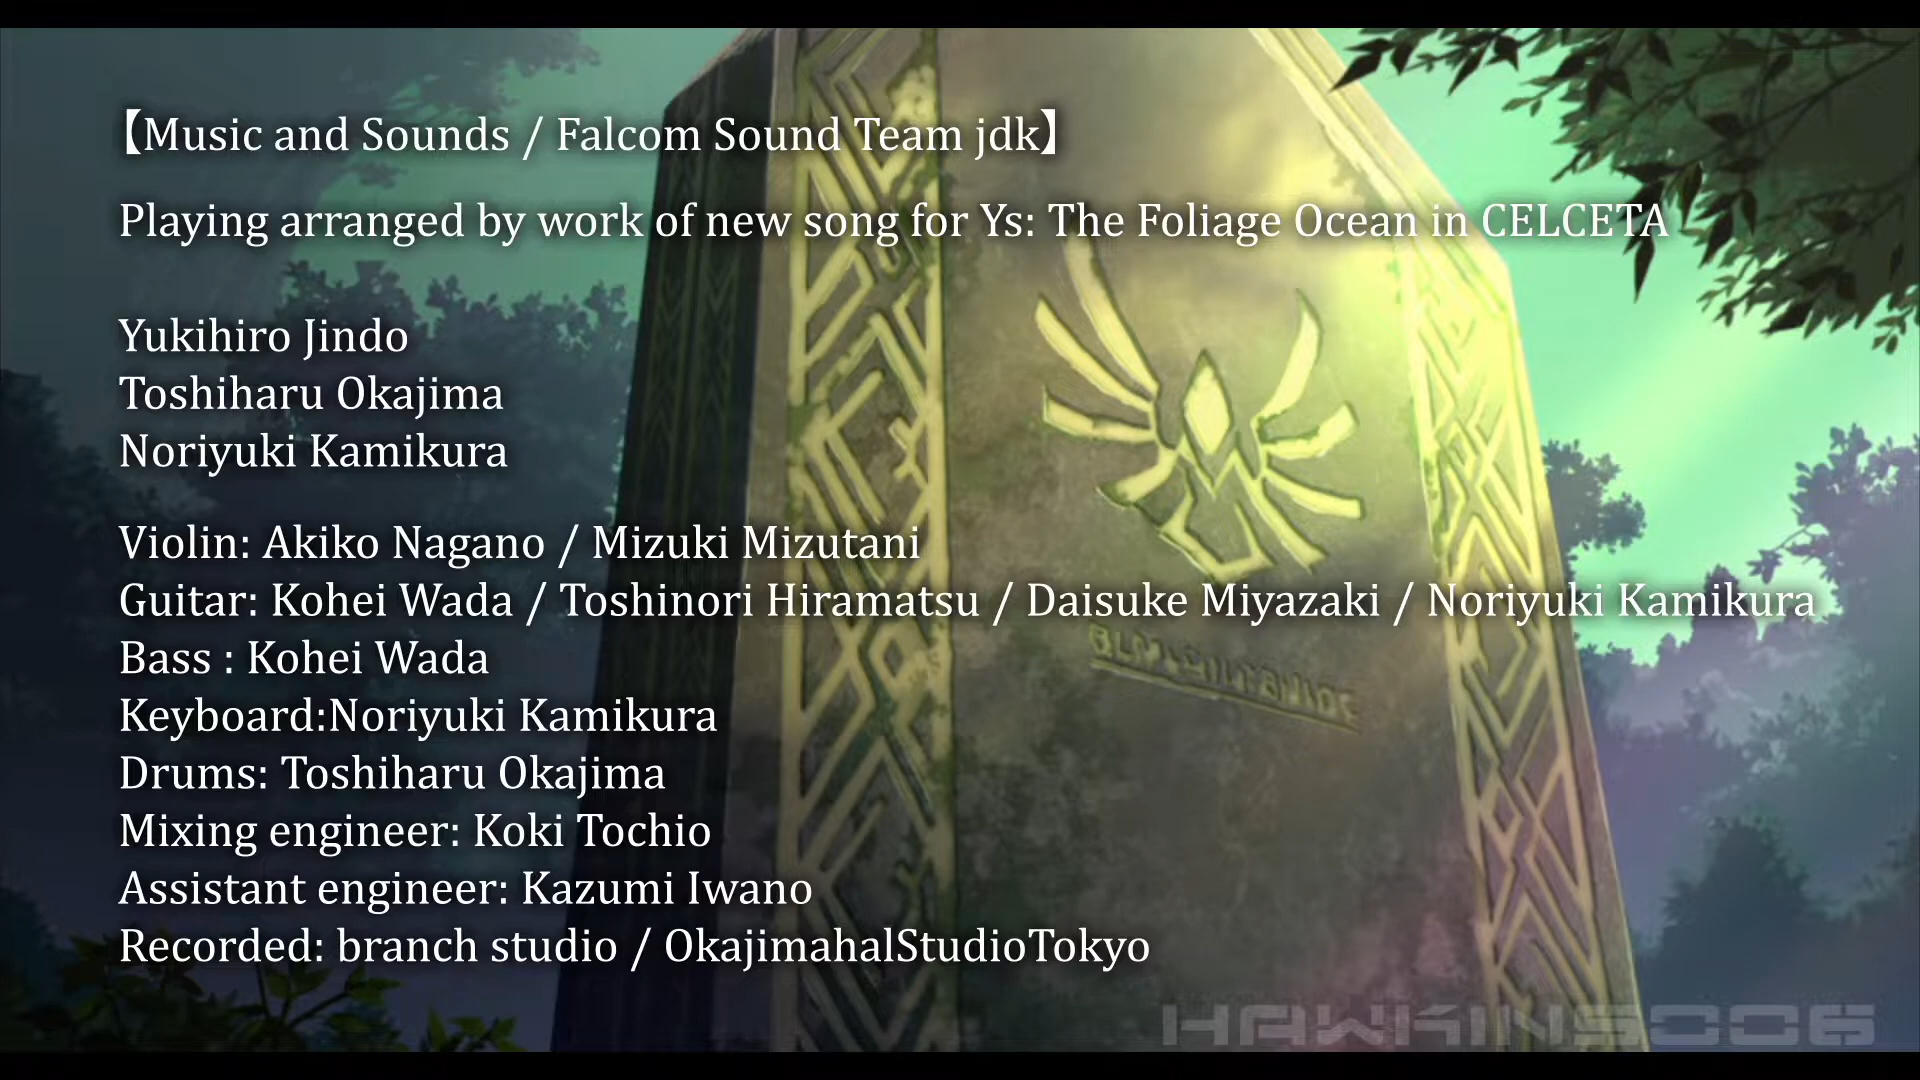 【Music and Sounds / Falcom Sound Team jdk】
Playing arranged by work of new song for Ys: The Foliage Ocean in CELCETA
Yukihiro Jindo
Toshiharu Okajima
Noriyuki Kamikura
Violin: Akiko Nagano / Mizuki Mizutani
Guitar: Kohei Wada / Toshinori Hiramatsu / Daisuke Miyazaki / Noriyuki Kamikura
Bass : Kohei Wada
Keyboard:Noriyuki Kamikura
Drums: Toshiharu Okajima
Mixing engineer: Koki Tochio
Assistant engineer: Kazumi Iwano
Recorded: branch studio / OkajimahalStudioTokyo
HAWKINS006